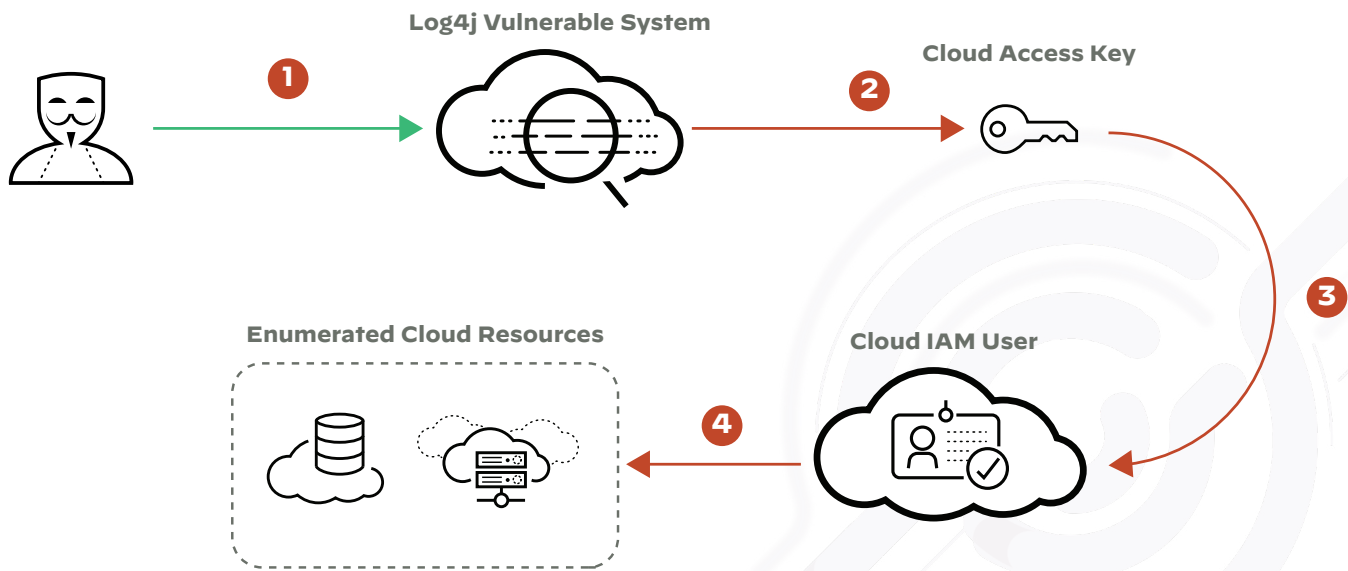 Log4j Vulnerable System
1
2
Cloud Access Key
3
Enumerated Cloud Resources
Cloud IAM User
4